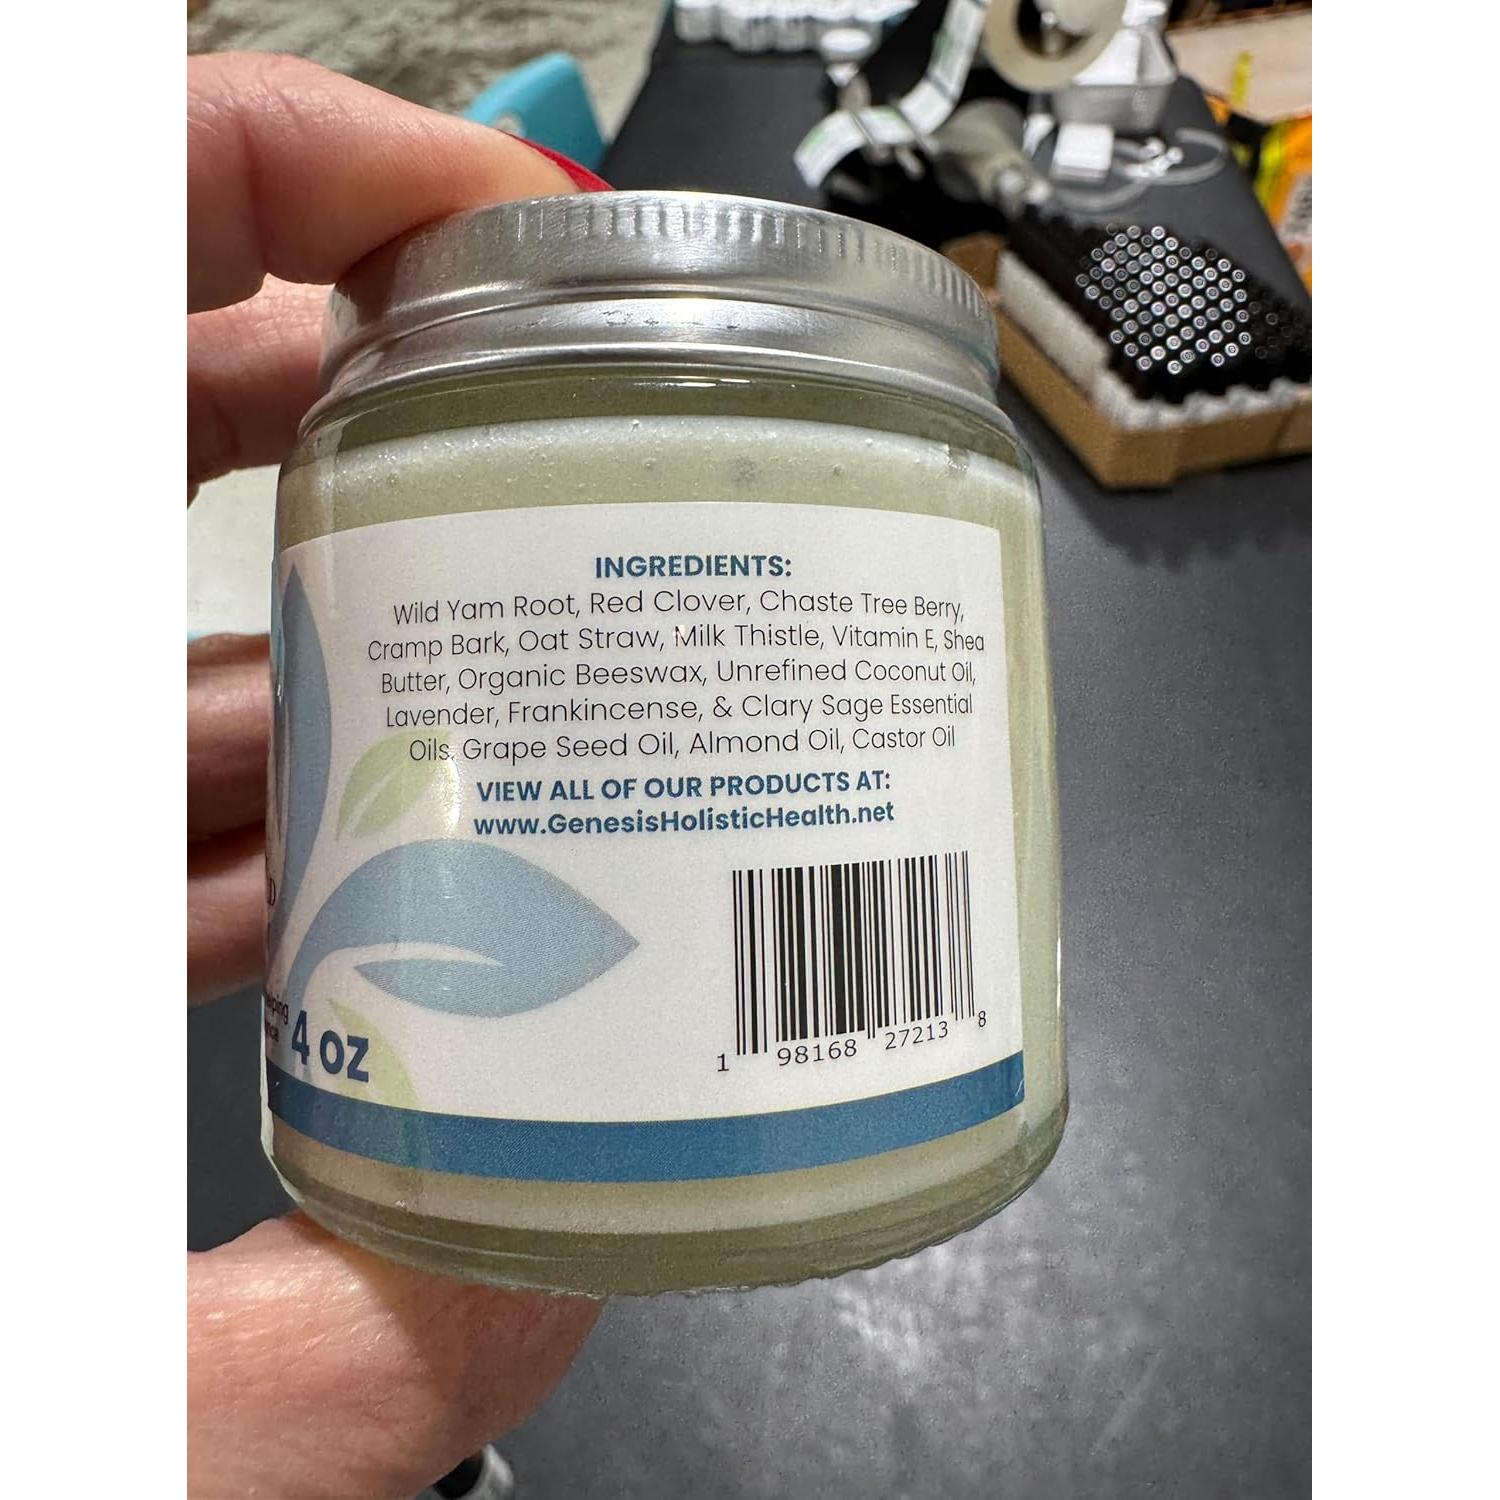 INGREDIENTS:
Wild Yam Root, Red Clover, Chaste Tree Berry,
Cramp Bark, Oat Straw, Milk Thistle, Vitamin E, Shea
Butter, Organic Beeswax, Unrefined Coconut Oil,
Lavender, Frankincense, & Clary Sage Essential
Oils, Grape Seed Oil, Almond Oil, Castor Oil
VIEW ALL OF OUR PRODUCTS AT:
www.GenesisHolisticHealth.net
4 oz
1 98168 27213 8